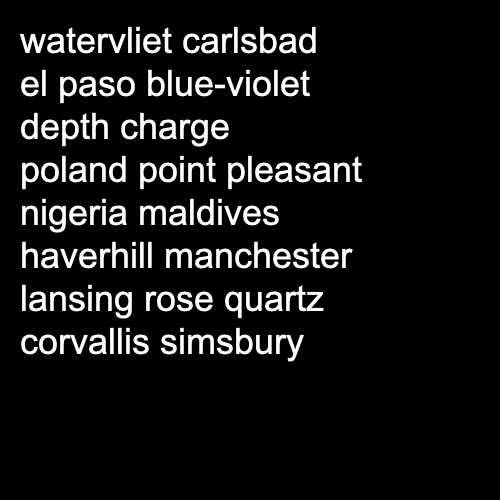 watervliet carlsbad
el paso blue-violet
depth charge
poland point pleasant
nigeria maldives
haverhill manchester
lansing rose quartz
corvallis simsbury